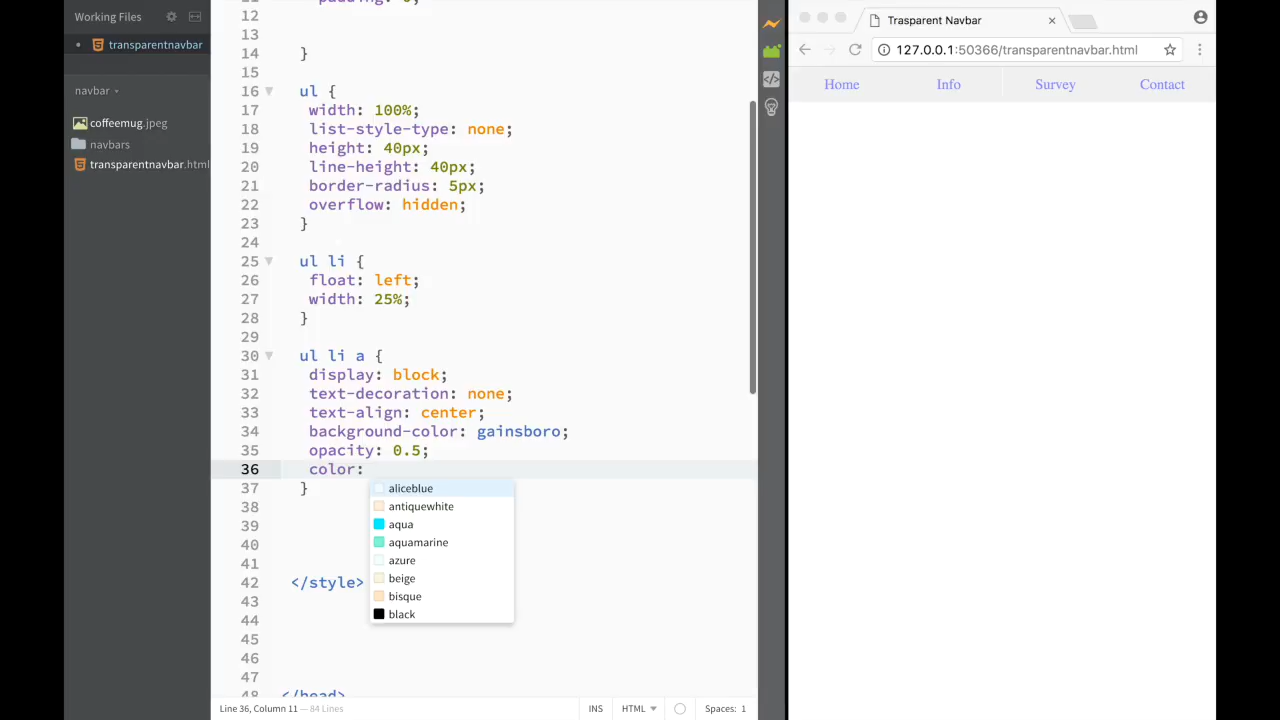 Working Files
transparentnavbar
navbar
coffeemug.jpeg
navbars
transparentnavbar.html
12
13
14 }
15
16 ul {
17 width: 100%;
18 list-style-type: none;
19 height: 40px;
20 line-height: 40px;
21 border-radius: 5px;
22 overflow: hidden;
23 }
24
25 ul li {
26 float: left;
27 width: 25%;
28 }
29
30 ul li a {
31 display: block;
32 text-decoration: none;
33 text-align: center;
34 background-color: gainsboro;
35 opacity: 0.5;
36 color:
37 }
38
39
40
41
42 </style>
43
44
45
46
47
48 </head>
aliceblue
antiquewhite
aqua
aquamarine
azure
beige
bisque
black
Line 36, Column 11 — 84 Lines
INS
HTML
Spaces: 1
Trasparent Navbar
127.0.0.1:50366/transparentnavbar.html
Home Info Survey Contact